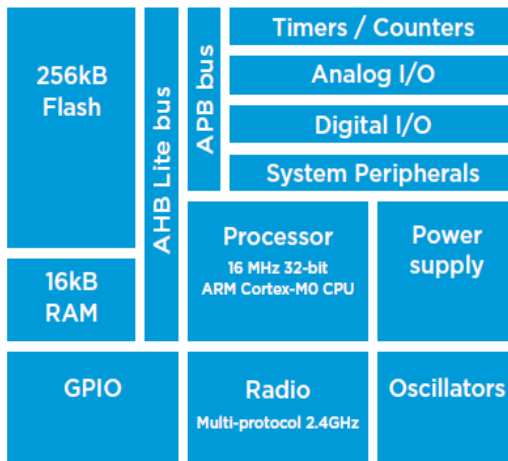 256kB
Flash
AHB Lite bus
APB bus
Timers / Counters
Analog I/O
Digital I/O
System Peripherals
16kB
RAM
Processor
16 MHz 32-bit
ARM Cortex-M0 CPU
Power
supply
GPIO
Radio
Multi-protocol 2.4GHz
Oscillators